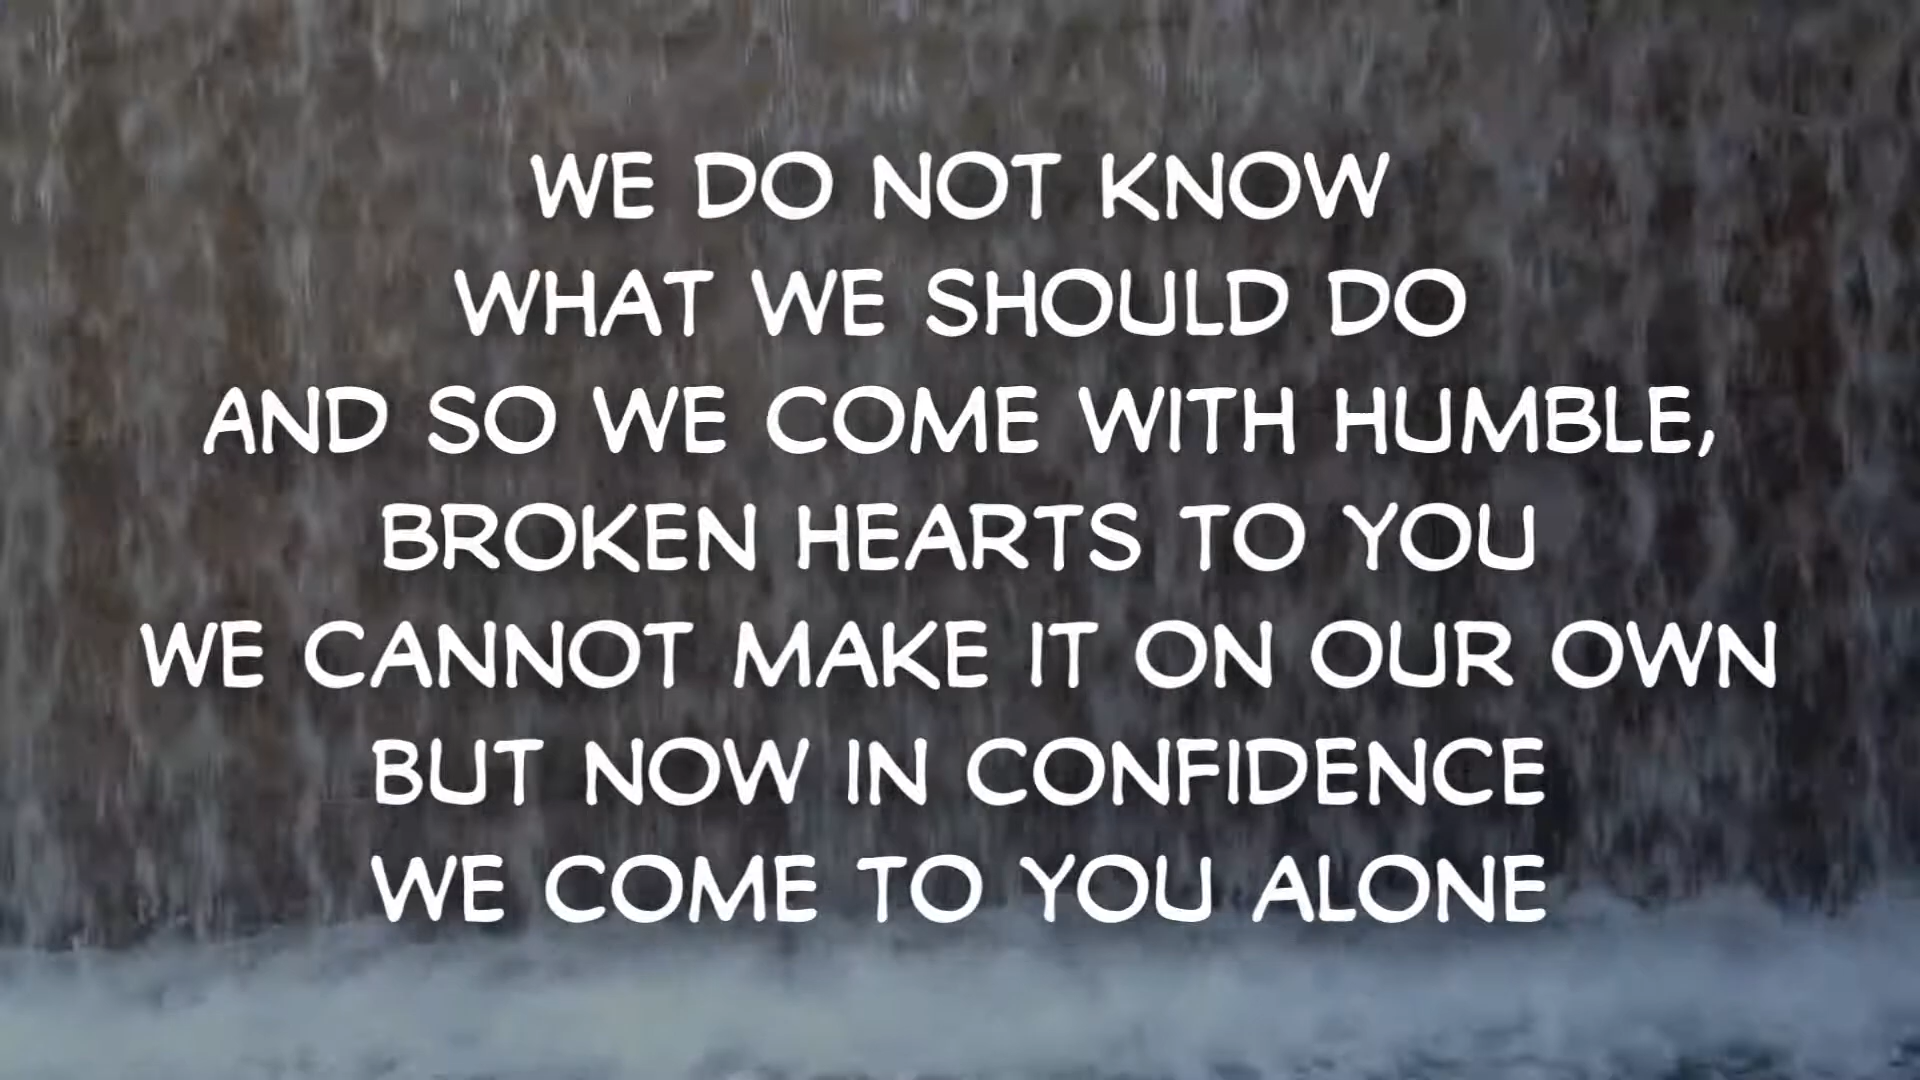 WE DO NOT KNOW
WHAT WE SHOULD DO
AND SO WE COME WITH HUMBLE,
BROKEN HEARTS TO YOU
WE CANNOT MAKE IT ON OUR OWN
BUT NOW IN CONFIDENCE
WE COME TO YOU ALONE